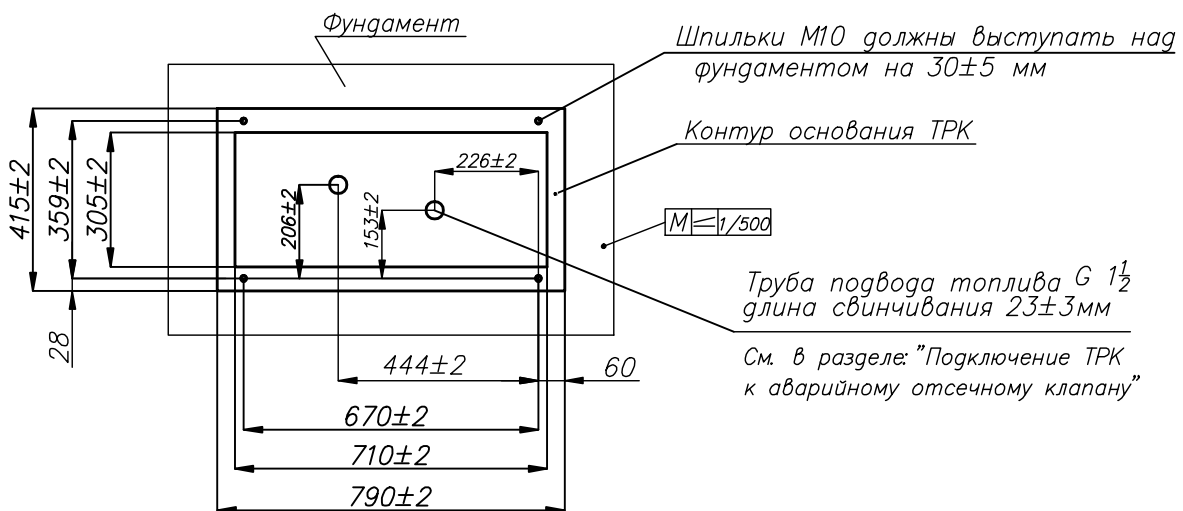 Фундамент
Шпильки М10 должны выступать над
фундаментом на 30±5 мм
Контур основания ТРК
226±2
415±2
359±2
305±2
206±2
153±2
М 1/500
Труба подвода топлива G 1 1/2
длина свинчивания 23±3мм
28
444±2
60
См. в разделе: "Подключение ТРК
к аварийному отсечному клапану"
670±2
710±2
790±2